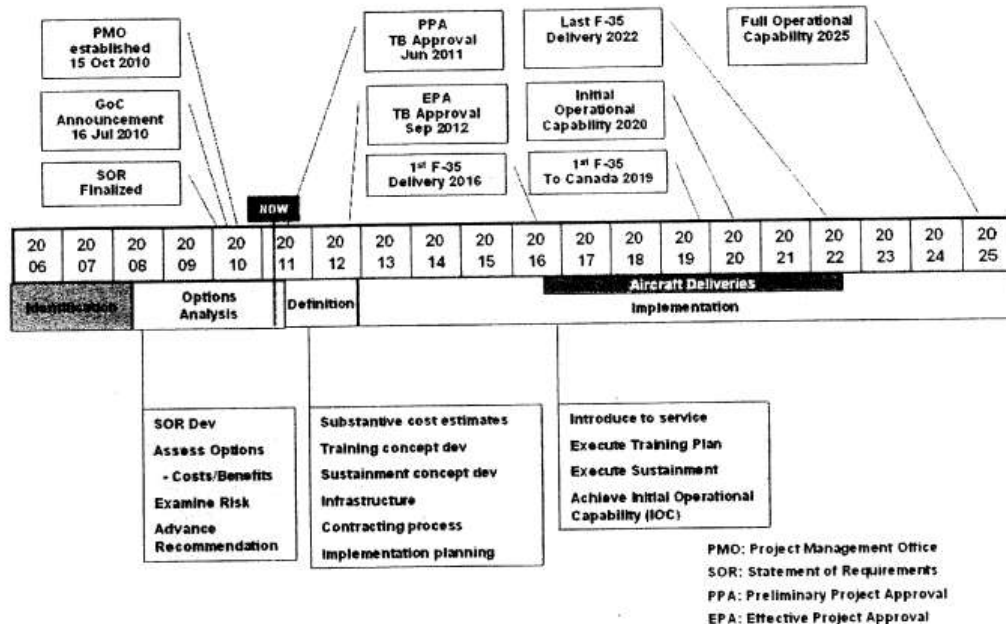 PMO
established
15 Oct 2010
GoC
Announcement
16 Jul 2010
SOR
Finalized
PPA
TB Approval
Jun 2011
EPA
TB Approval
Sep 2012
1st F-35
Delivery 2016
Last F-35
Delivery 2022
Initial
Operational
Capability 2020
1st F-35
To Canada 2019
Full Operational
Capability 2025
NOW
20 20 20 20 20 20 20 20 20 20 20 20 20 20 20 20 20 20 20 20
06 07 08 09 10 11 12 13 14 15 16 17 18 19 20 21 22 23 24 25
Aircraft Deliveries
Identification
Options
Analysis
Definition
Implementation
SOR Dev
Assess Options
- Costs/Benefits
Examine Risk
Advance
Recommendation
Substantive cost estimates
Training concept dev
Sustainment concept dev
Infrastructure
Contracting process
Implementation planning
Introduce to service
Execute Training Plan
Execute Sustainment
Achieve Initial Operational
Capability (IOC)
PMO: Project Management Office
SOR: Statement of Requirements
PPA: Preliminary Project Approval
EPA: Effective Project Approval